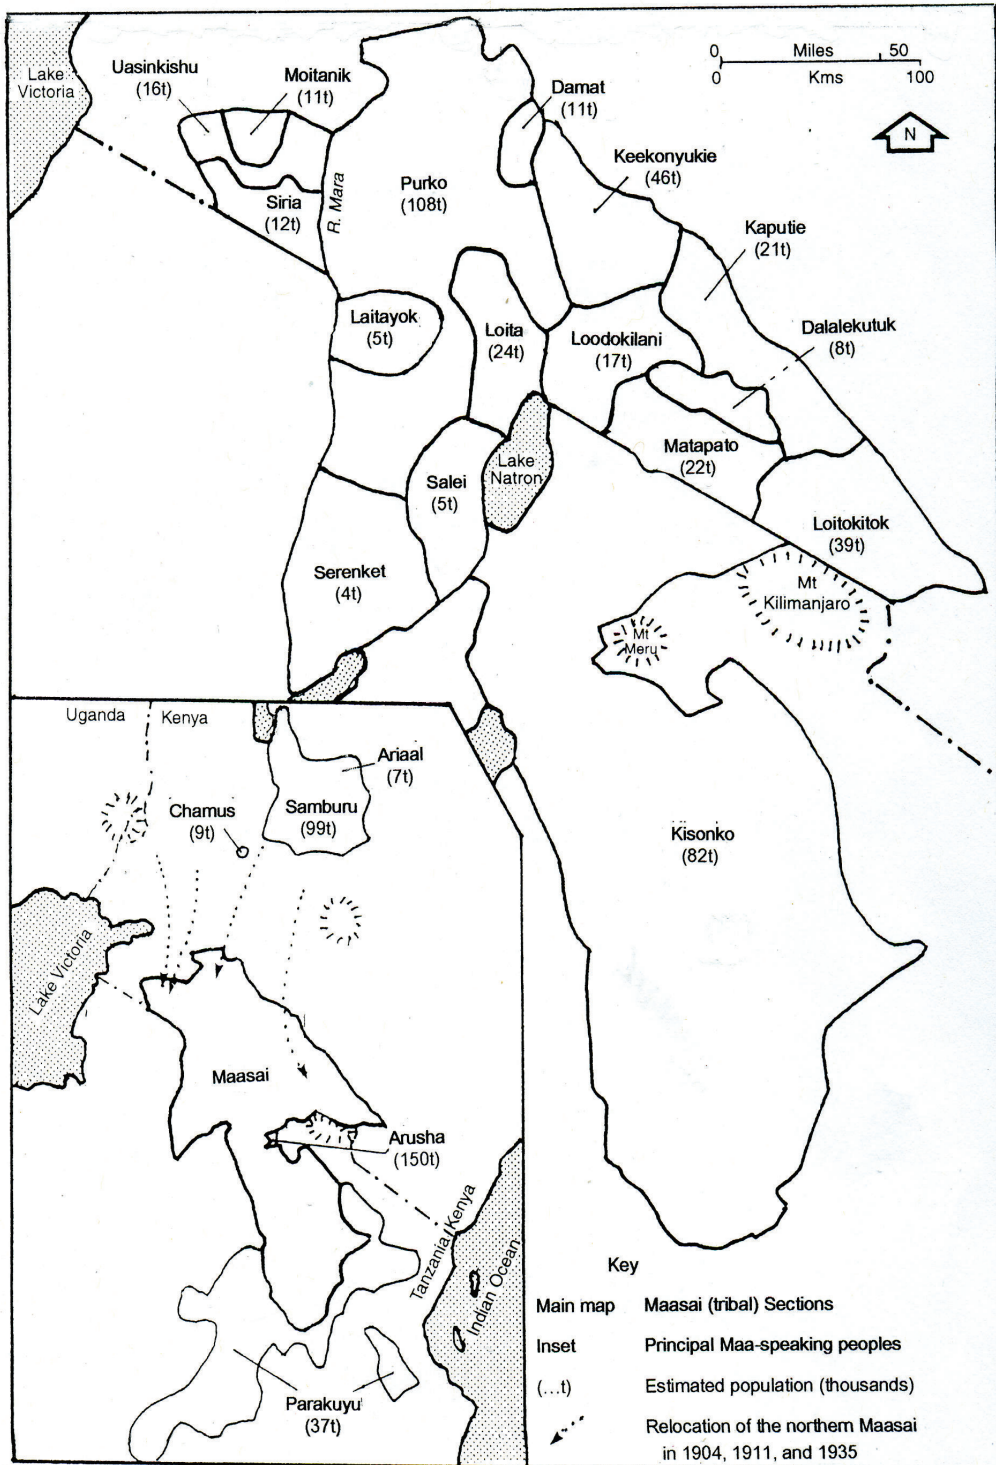 Lake
Victoria
Uasinkishu
(16t)
Moitanik
(11t)
0 Miles 50
0 Kms 100
N
Damat
(11t)
Keekonyukie
(46t)
Siria
(12t)
R. Mara
Purko
(108t)
Kaputie
(21t)
Laitayok
(5t)
Loita
(24t)
Loodokilani
(17t)
Dalalekutuk
(8t)
Matapato
(22t)
Lake
Natron
Salei
(5t)
Loitokitok
(39t)
Serenket
(4t)
Mt
Kilimanjaro
Mt
Meru
Kisonko
(82t)
Uganda
Kenya
Ariaal
(7t)
Chamus
(9t)
Samburu
(99t)
Lake Victoria
Maasai
Arusha
(150t)
Tanzania
Kenya
Indian Ocean
Parakuyu
(37t)
Key
Main map Maasai (tribal) Sections
Inset Principal Maa-speaking peoples
(...t) Estimated population (thousands)
Relocation of the northern Maasai
in 1904, 1911, and 1935